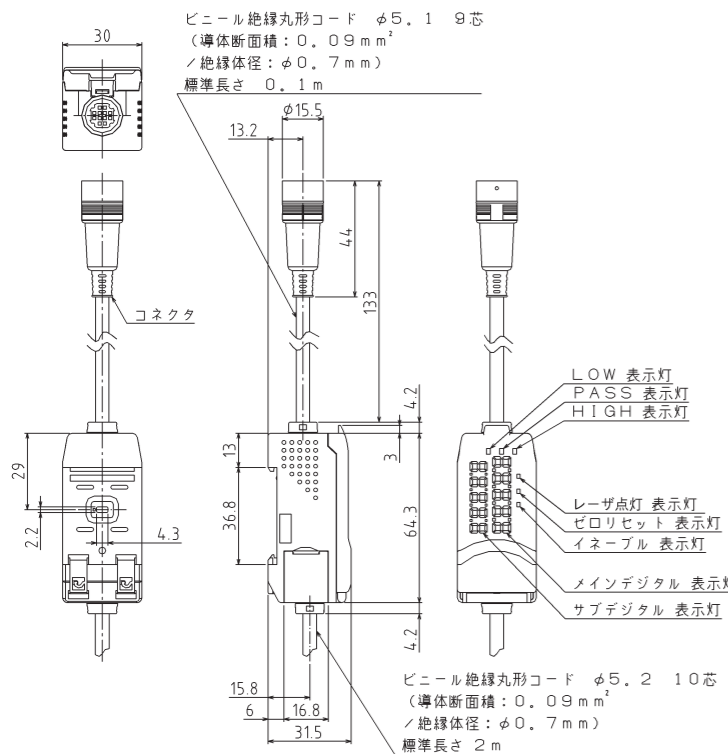 ビニール絶縁丸形コード φ5.1 9芯
(導体断面積:0.09mm²
/絶縁体径:φ0.7mm)
標準長さ 0.1m
30
φ15.5
13.2
44
133
コネクタ
4.2
3
13
29
36.8
2.2
4.3
64.3
4.2
LOW 表示灯
PASS 表示灯
HIGH 表示灯
レーザ点灯 表示灯
ゼロリセット 表示灯
イネーブル 表示灯
メインデジタル 表示灯
サブデジタル 表示灯
15.8
6
16.8
31.5
ビニール絶縁丸形コード φ5.2 10芯
(導体断面積:0.09mm²
/絶縁体径:φ0.7mm)
標準長さ 2m